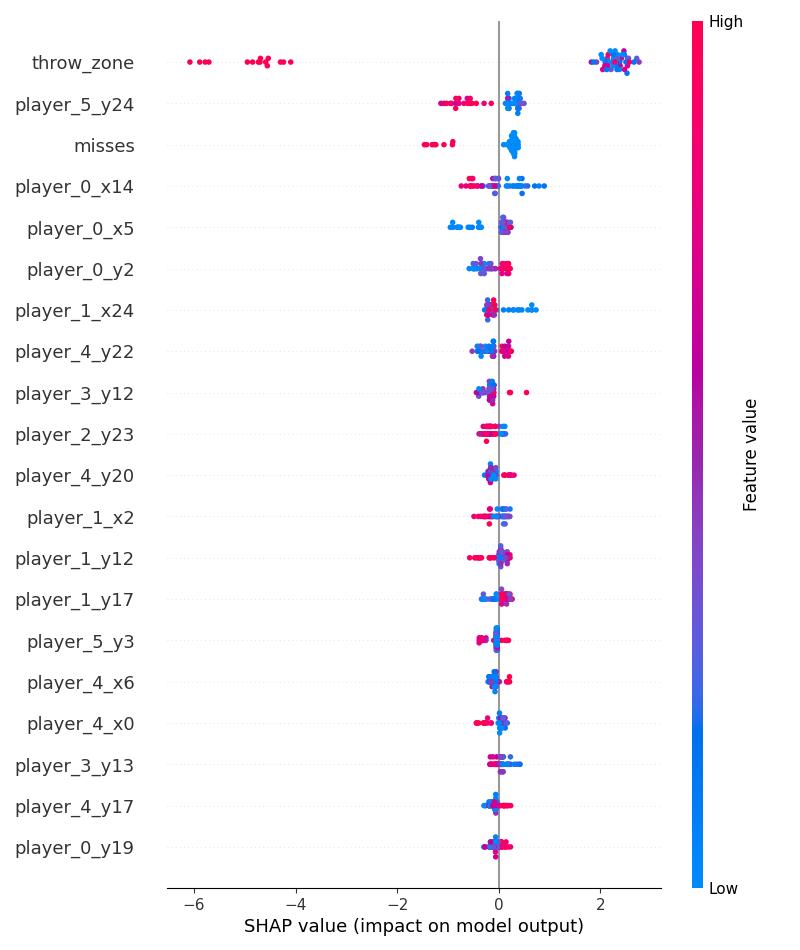 High
throw_zone
player_5_y24
misses
player_0_x14
player_0_x5
player_0_y2
player_1_x24
player_4_y22
player_3_y12
player_2_y23
player_4_y20
player_1_x2
player_1_y12
player_1_y17
player_5_y3
player_4_x6
player_4_x0
player_3_y13
player_4_y17
player_0_y19
Feature value
Low
−6 −4 −2 0 2
SHAP value (impact on model output)